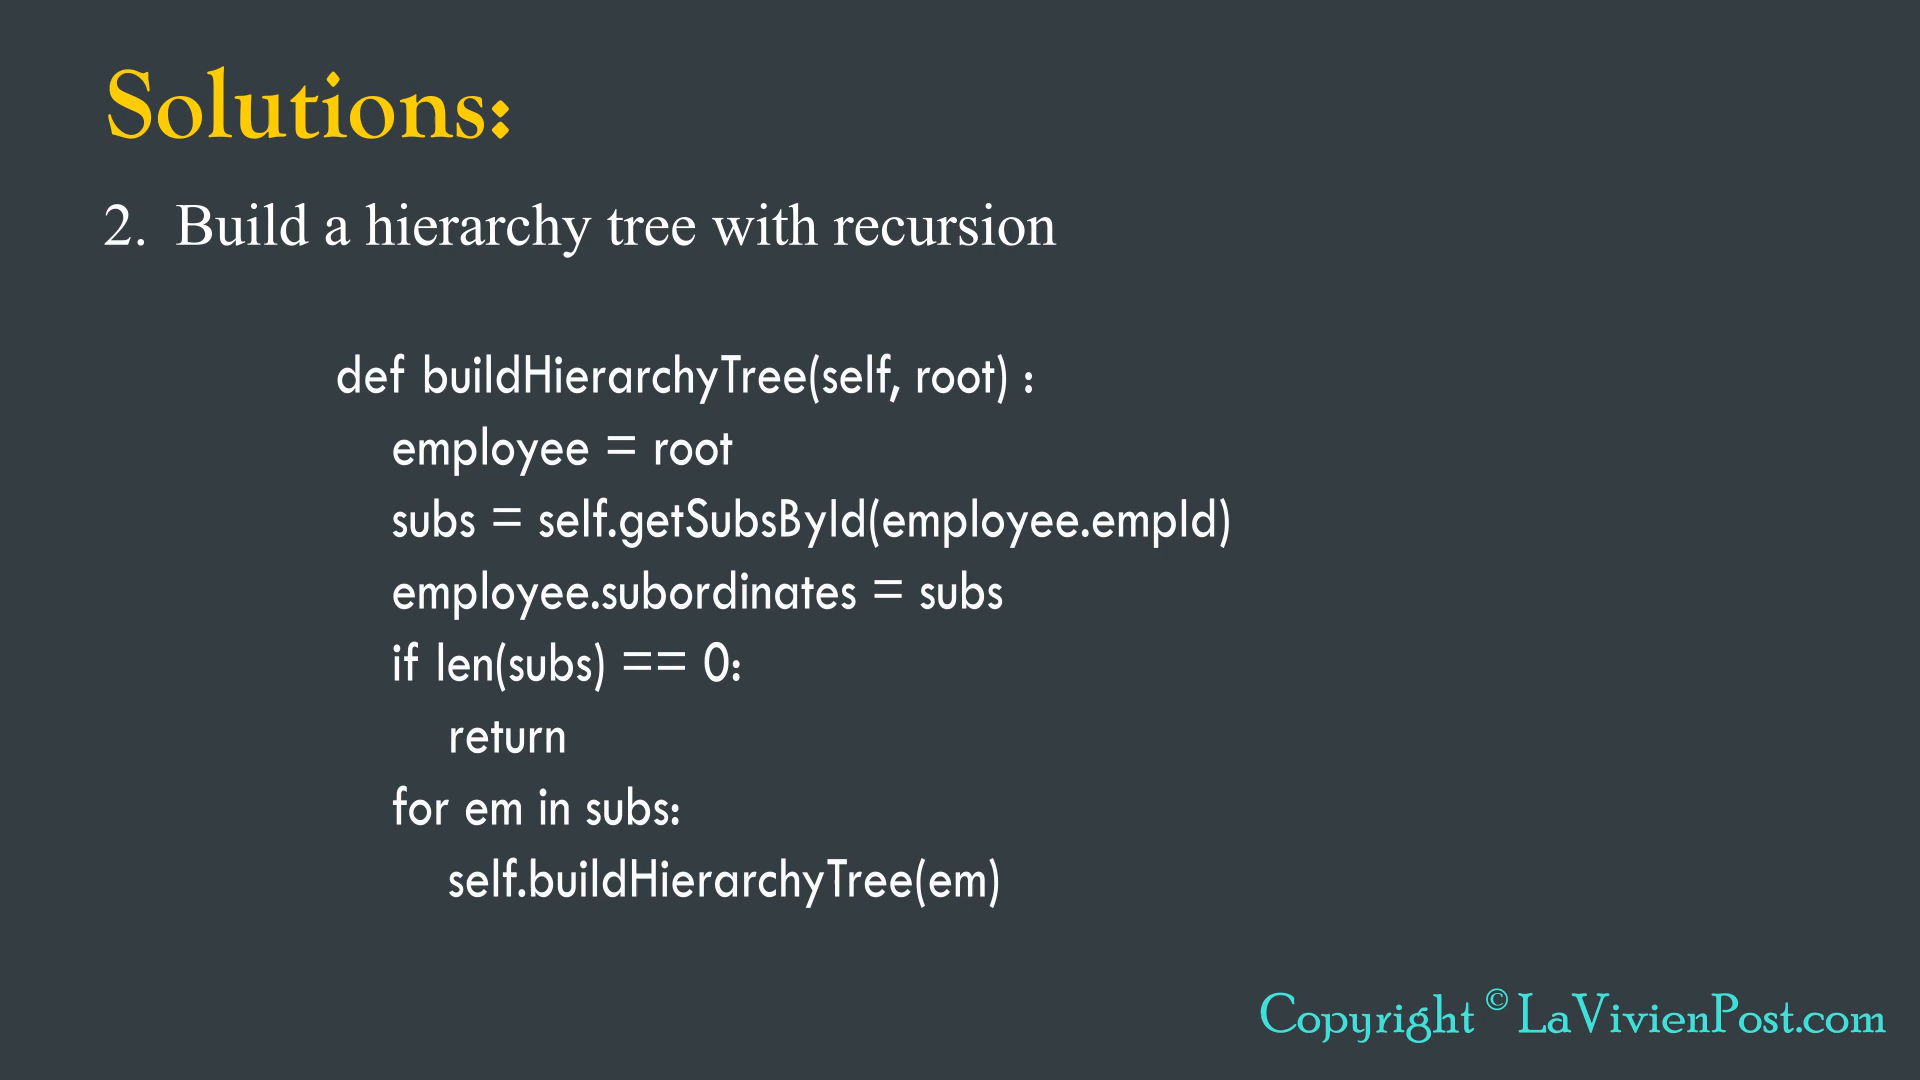 Solutions:
2. Build a hierarchy tree with recursion
def buildHierarchyTree(self, root) :
employee = root
subs = self.getSubsById(employee.empId)
employee.subordinates = subs
if len(subs) == 0:
return
for em in subs:
self.buildHierarchyTree(em)
Copyright © LaVivienPost.com